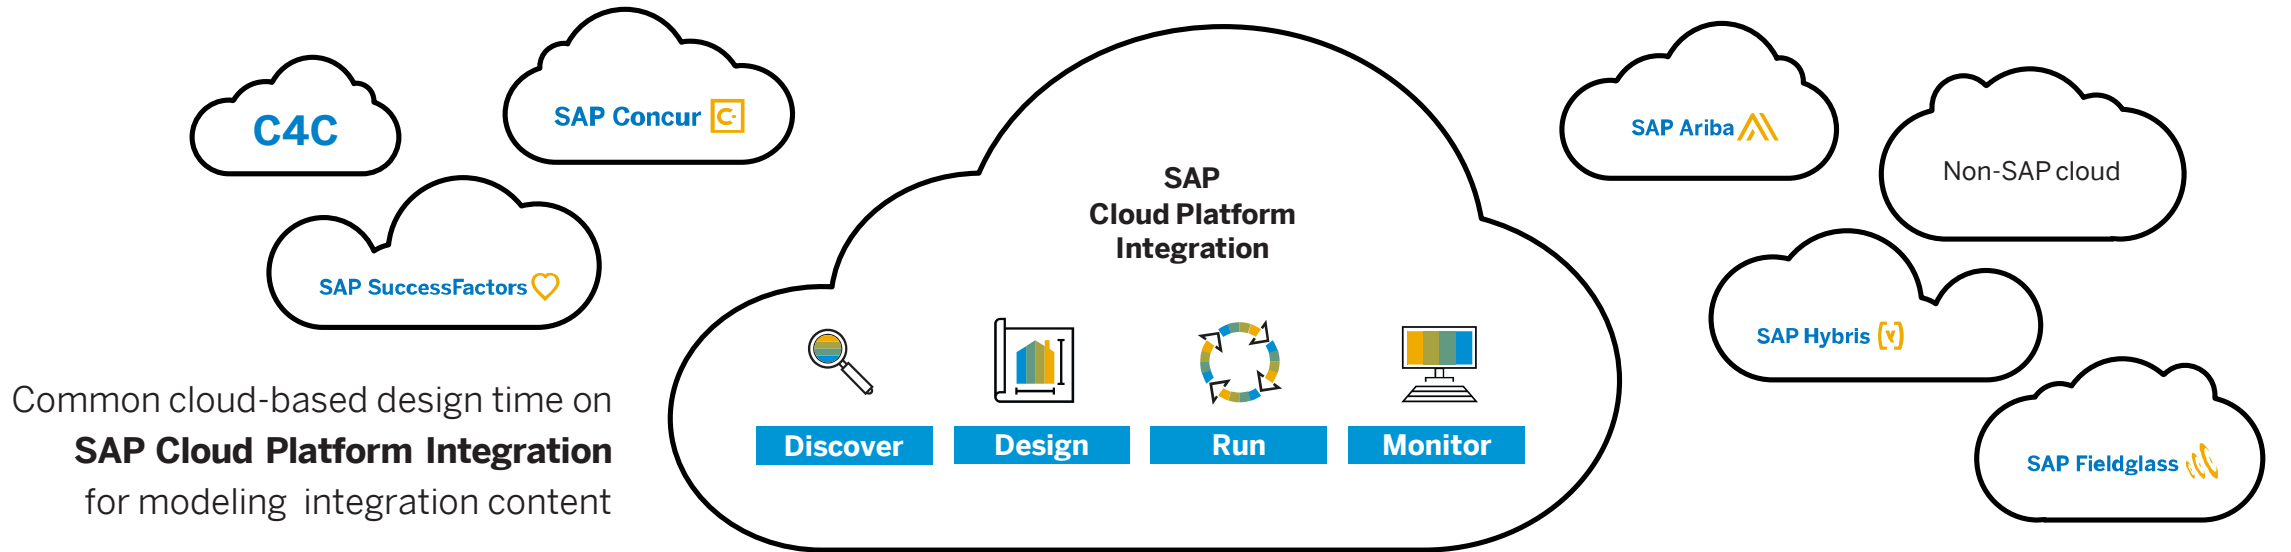 C4C
SAP Concur
SAP SuccessFactors
Common cloud-based design time on
SAP Cloud Platform Integration
for modeling integration content
SAP
Cloud Platform
Integration
Discover
Design
Run
Monitor
SAP Ariba
Non-SAP cloud
SAP Hybris
SAP Fieldglass